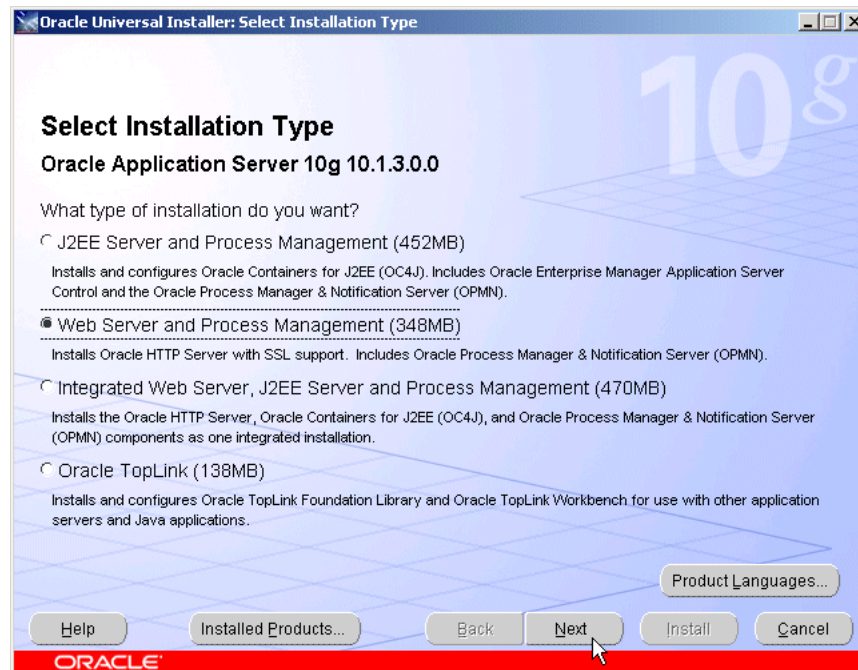 Oracle Universal Installer: Select Installation Type
10g
Select Installation Type
Oracle Application Server 10g 10.1.3.0.0
What type of installation do you want?
J2EE Server and Process Management (452MB)
Installs and configures Oracle Containers for J2EE (OC4J). Includes Oracle Enterprise Manager Application Server
Control and the Oracle Process Manager & Notification Server (OPMN).
Web Server and Process Management (348MB)
Installs Oracle HTTP Server with SSL support. Includes Oracle Process Manager & Notification Server (OPMN).
Integrated Web Server, J2EE Server and Process Management (470MB)
Installs the Oracle HTTP Server, Oracle Containers for J2EE (OC4J), and Oracle Process Manager & Notification Server
(OPMN) components as one integrated installation.
Oracle TopLink (138MB)
Installs and configures Oracle TopLink Foundation Library and Oracle TopLink Workbench for use with other application
servers and Java applications.
Product Languages...
Help Installed Products... Back Next Install Cancel
ORACLE